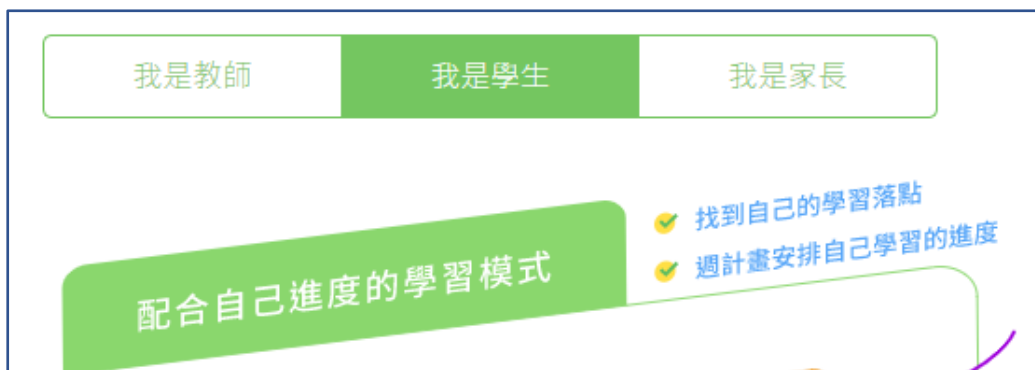 我是教師
我是學生
我是家長
找到自己的學習落點
週計畫安排自己學習的進度
配合自己進度的學習模式